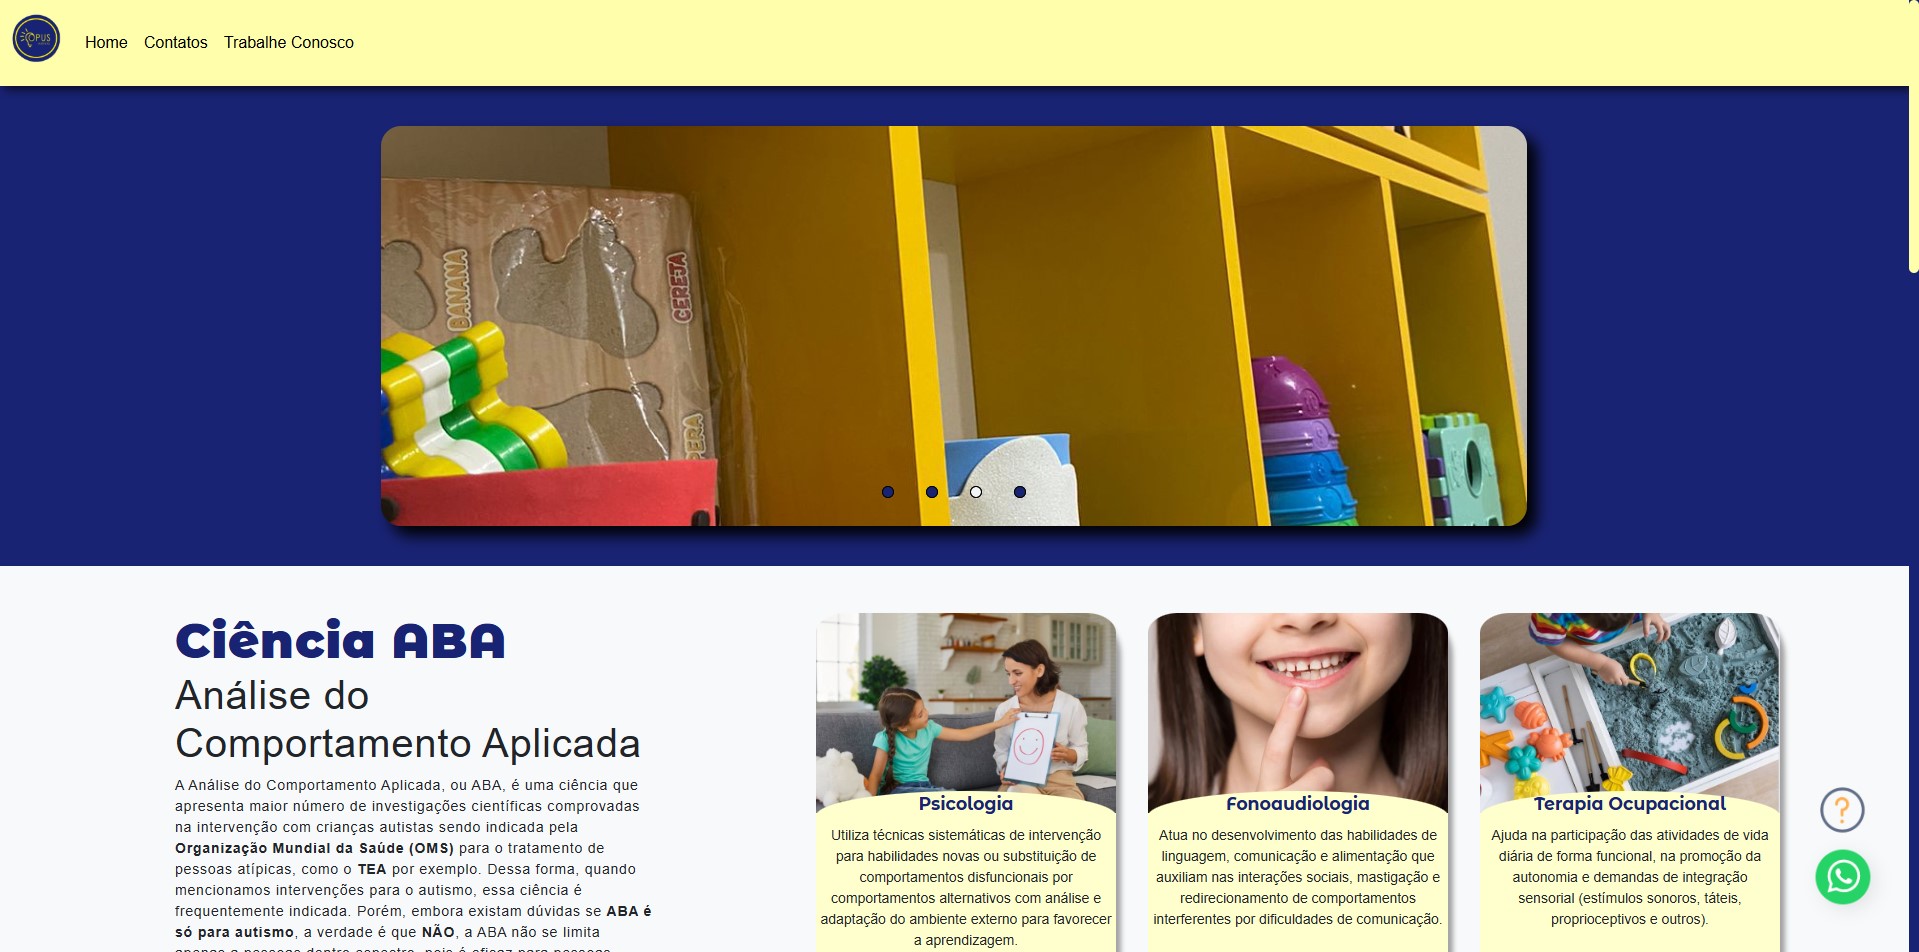 OPUS
Home Contatos Trabalhe Conosco
BANANA
CEREJA
PERA
Ciência ABA
Análise do
Comportamento Aplicada
A Análise do Comportamento Aplicada, ou ABA, é uma ciência que
apresenta maior número de investigações científicas comprovadas
na intervenção com crianças autistas sendo indicada pela
Organização Mundial da Saúde (OMS) para o tratamento de
pessoas atípicas, como o TEA por exemplo. Dessa forma, quando
mencionamos intervenções para o autismo, essa ciência é
frequentemente indicada. Porém, embora existam dúvidas se ABA é
só para autismo, a verdade é que NÃO, a ABA não se limita
Psicologia
Utiliza técnicas sistemáticas de intervenção
para habilidades novas ou substituição de
comportamentos disfuncionais por
comportamentos alternativos com análise e
adaptação do ambiente externo para favorecer
a aprendizagem.
Fonoaudiologia
Atua no desenvolvimento das habilidades de
linguagem, comunicação e alimentação que
auxiliam nas interações sociais, mastigação e
redirecionamento de comportamentos
interferentes por dificuldades de comunicação.
Terapia Ocupacional
Ajuda na participação das atividades de vida
diária de forma funcional, na promoção da
autonomia e demandas de integração
sensorial (estímulos sonoros, táteis,
proprioceptivos e outros).
?